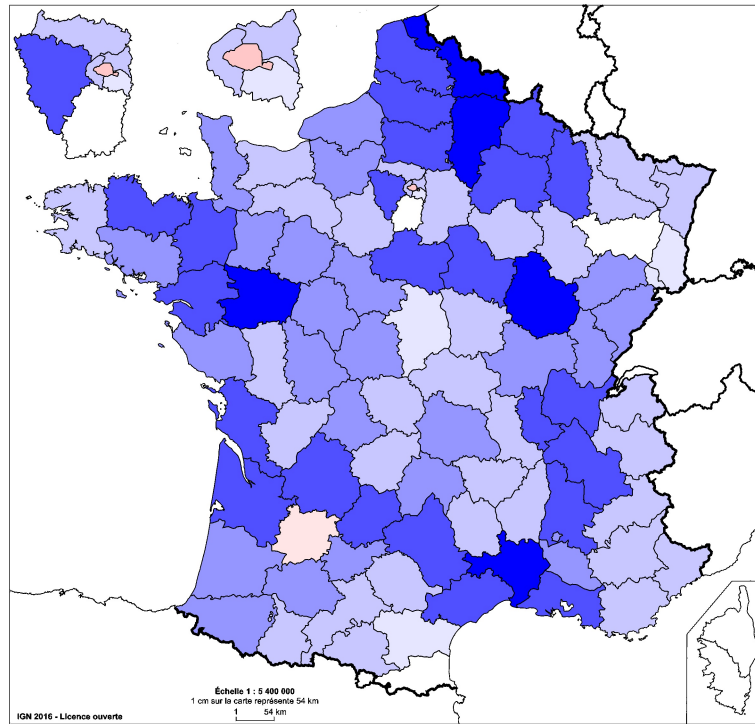 Échelle 1 : 5 400 000
1 cm sur la carte représente 54 km
1 54 km
IGN 2016 - Licence ouverte